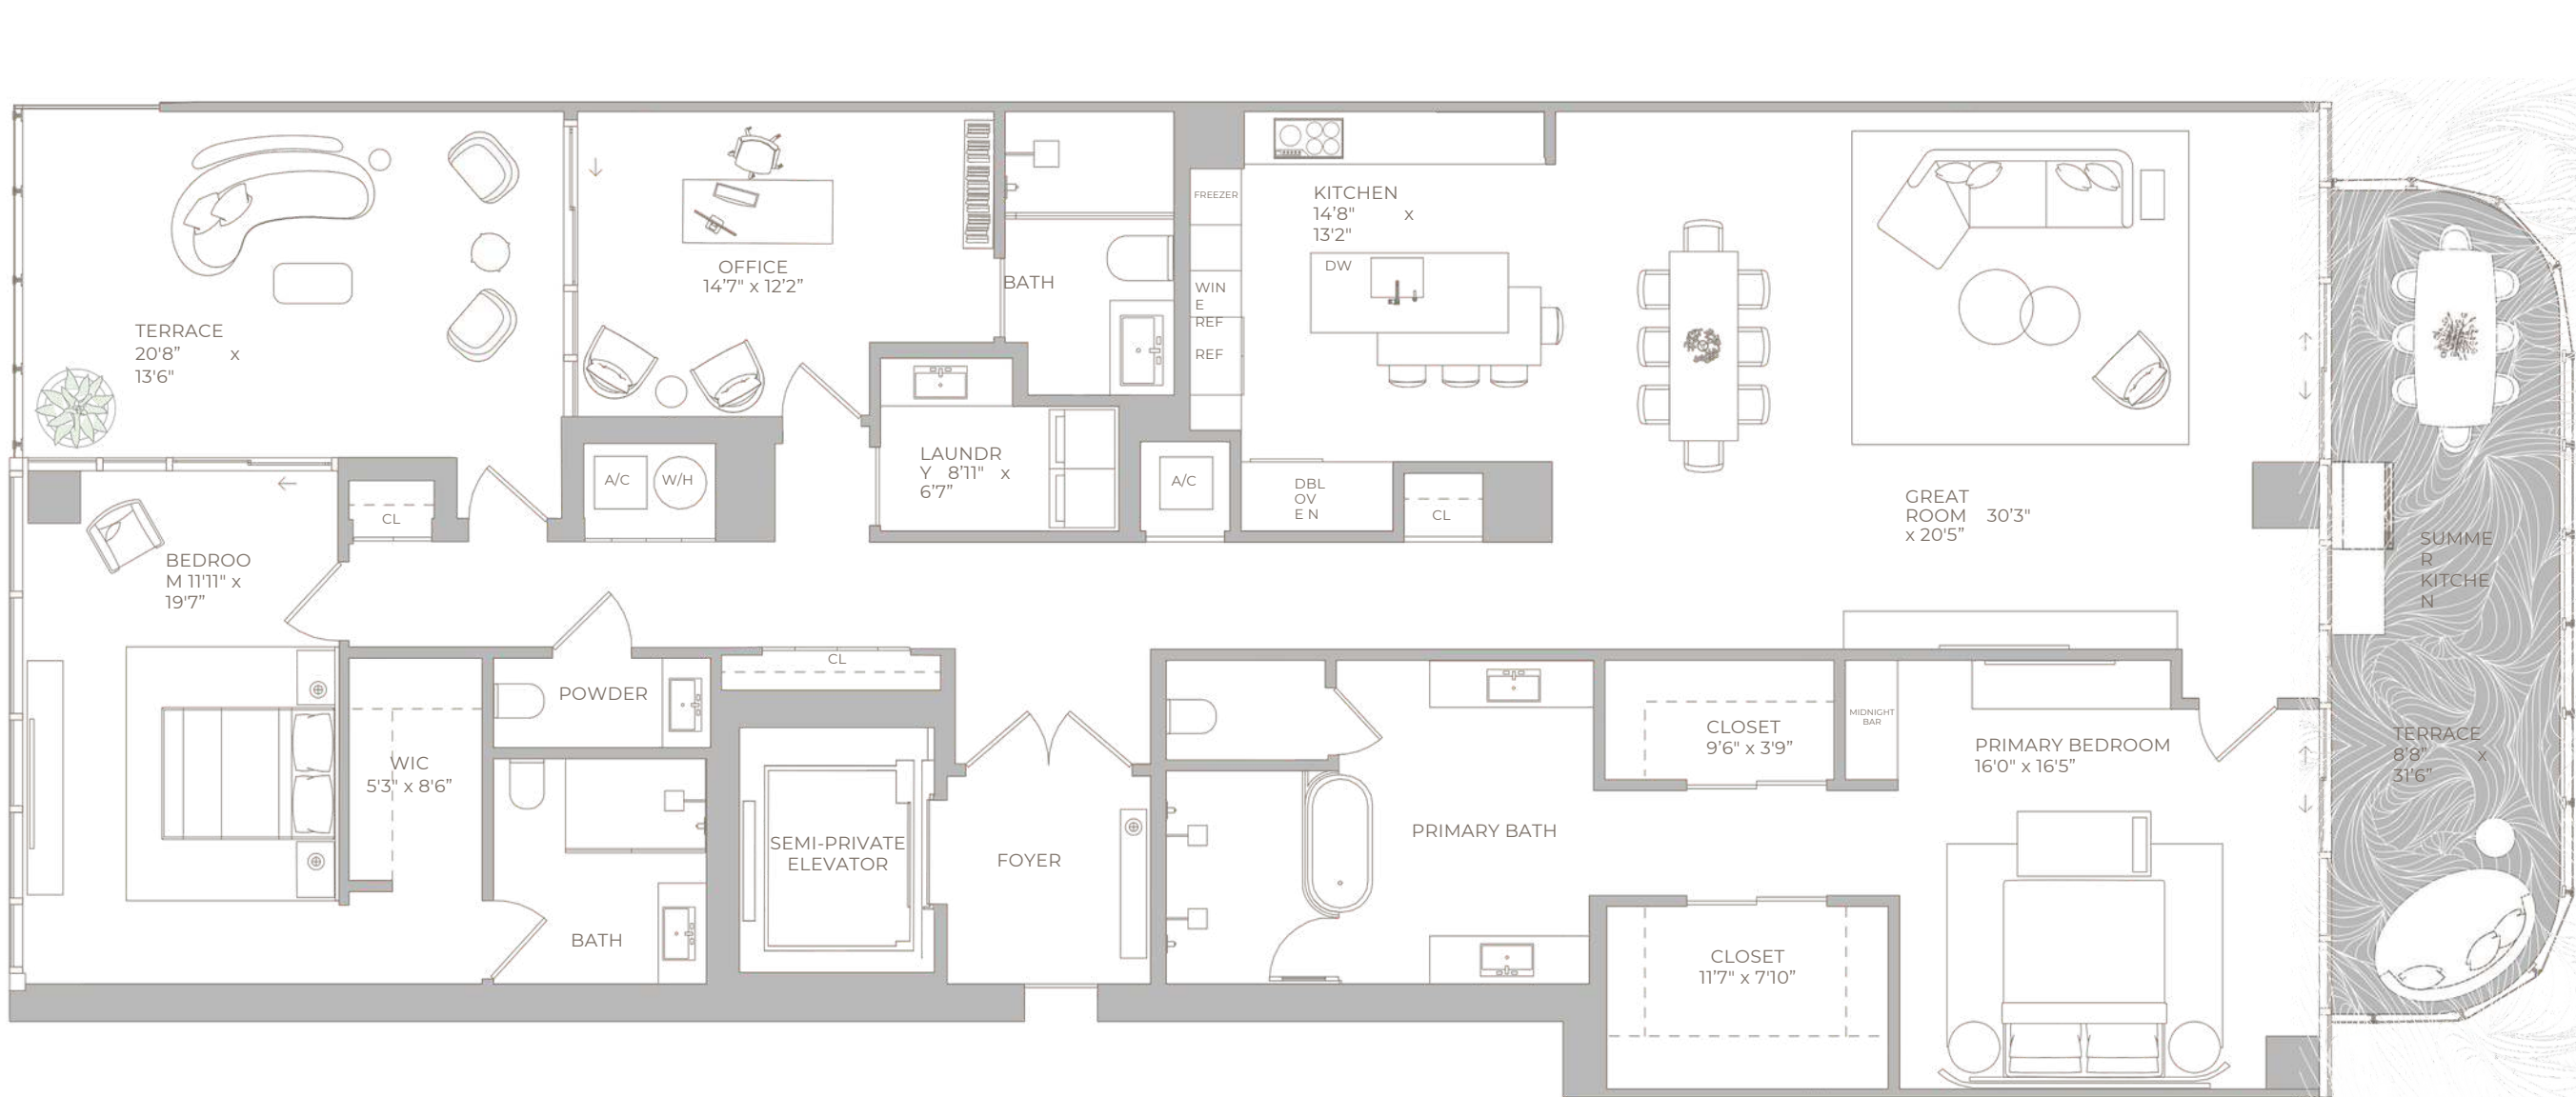 FREEZER
KITCHEN
14’8" x
13’2"
DW
OFFICE
14’7" x 12’2”
BATH
WIN
E
REF
REF
TERRACE
20'8” x
13’6"
LAUNDR
Y 8’11" x
6’7”
A/C
W/H
A/C
DBL
OV
E N
CL
CL
GREAT
ROOM 30’3"
x 20’5”
SUMME
R
KITCHE
N
BEDROO
M 11'11" x
19'7”
CL
POWDER
MIDNIGHT
BAR
CLOSET
9’6" x 3'9”
PRIMARY BEDROOM
16'0" x 16'5”
TERRACE
8’8” x
31’6”
WIC
5'3" x 8'6”
SEMI-PRIVATE
ELEVATOR
FOYER
PRIMARY BATH
BATH
CLOSET
11’7" x 7’10”